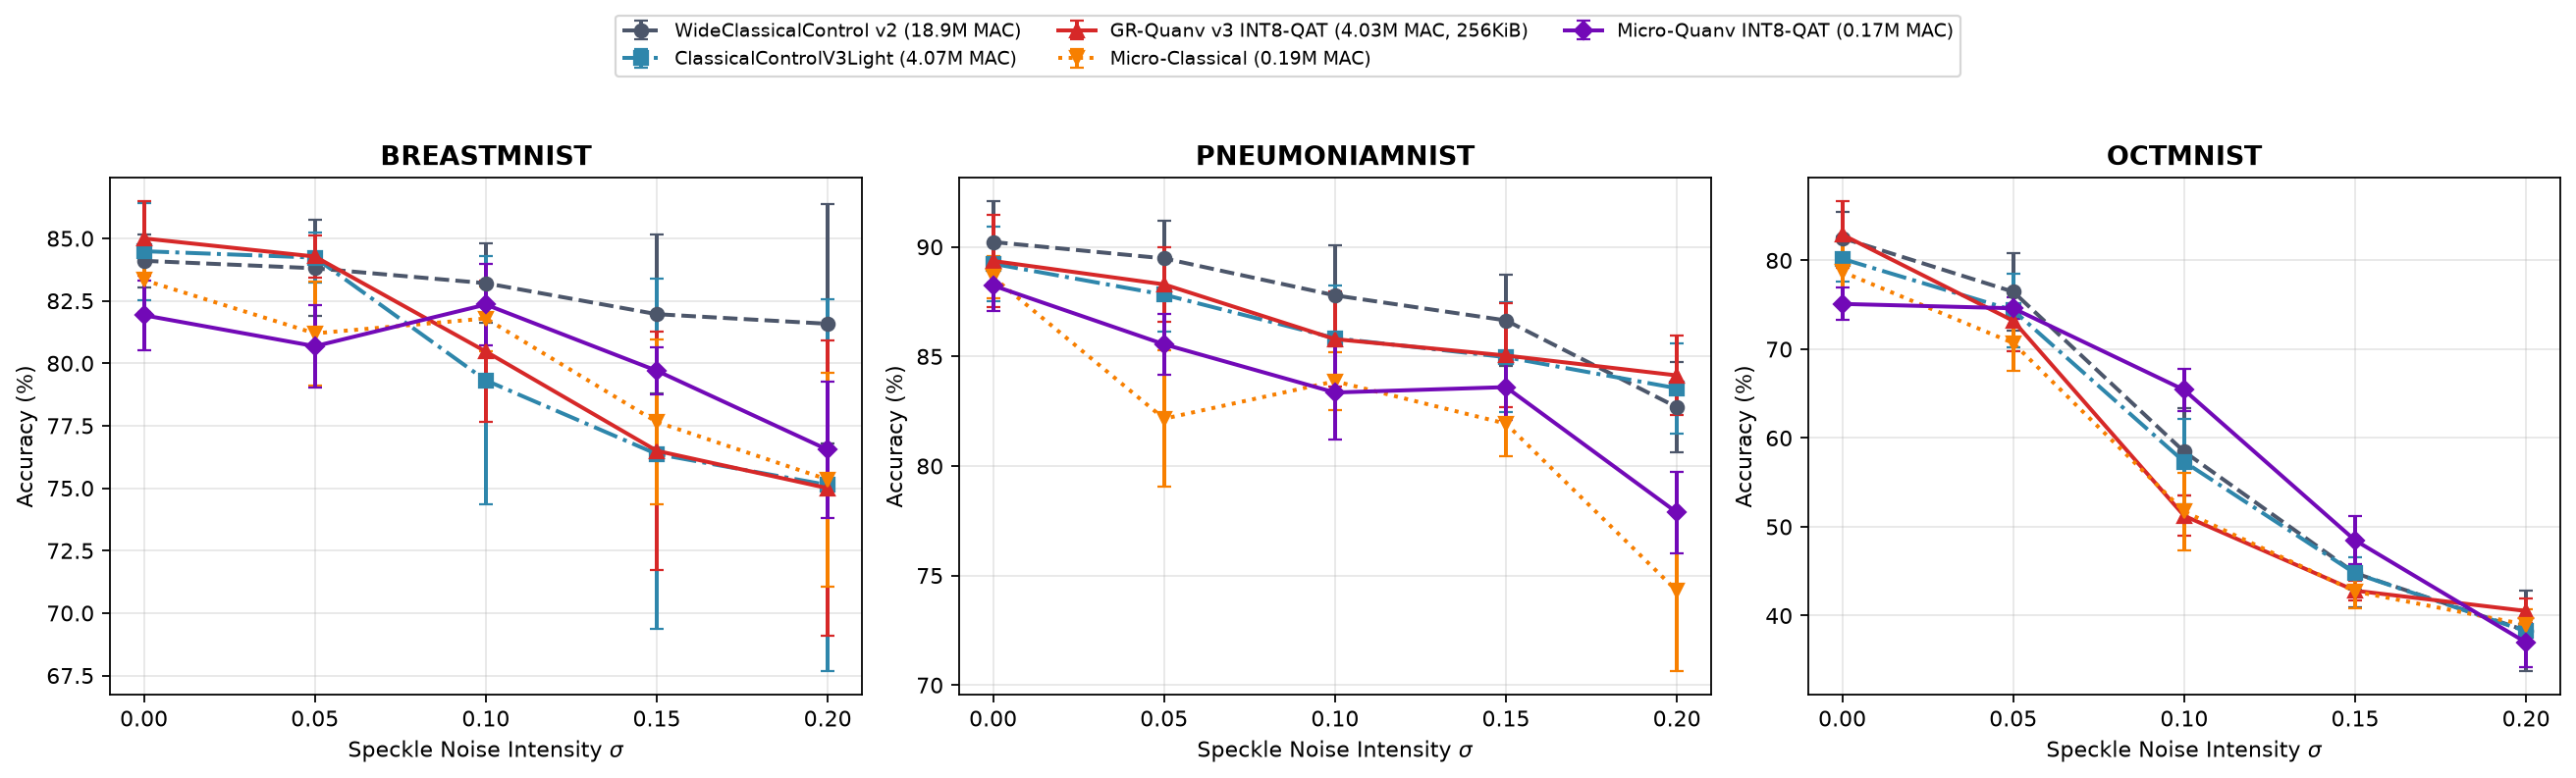 WideClassicalControl v2 (18.9M MAC)
ClassicalControlV3Light (4.07M MAC)
GR-Quanv v3 INT8-QAT (4.03M MAC, 256KiB)
Micro-Classical (0.19M MAC)
Micro-Quanv INT8-QAT (0.17M MAC)
BREASTMNIST
Accuracy (%)
85.0
82.5
80.0
77.5
75.0
72.5
70.0
67.5
0.00 0.05 0.10 0.15 0.20
Speckle Noise Intensity σ
PNEUMONIAMNIST
Accuracy (%)
90
85
80
75
70
0.00 0.05 0.10 0.15 0.20
Speckle Noise Intensity σ
OCTMNIST
Accuracy (%)
80
70
60
50
40
0.00 0.05 0.10 0.15 0.20
Speckle Noise Intensity σ